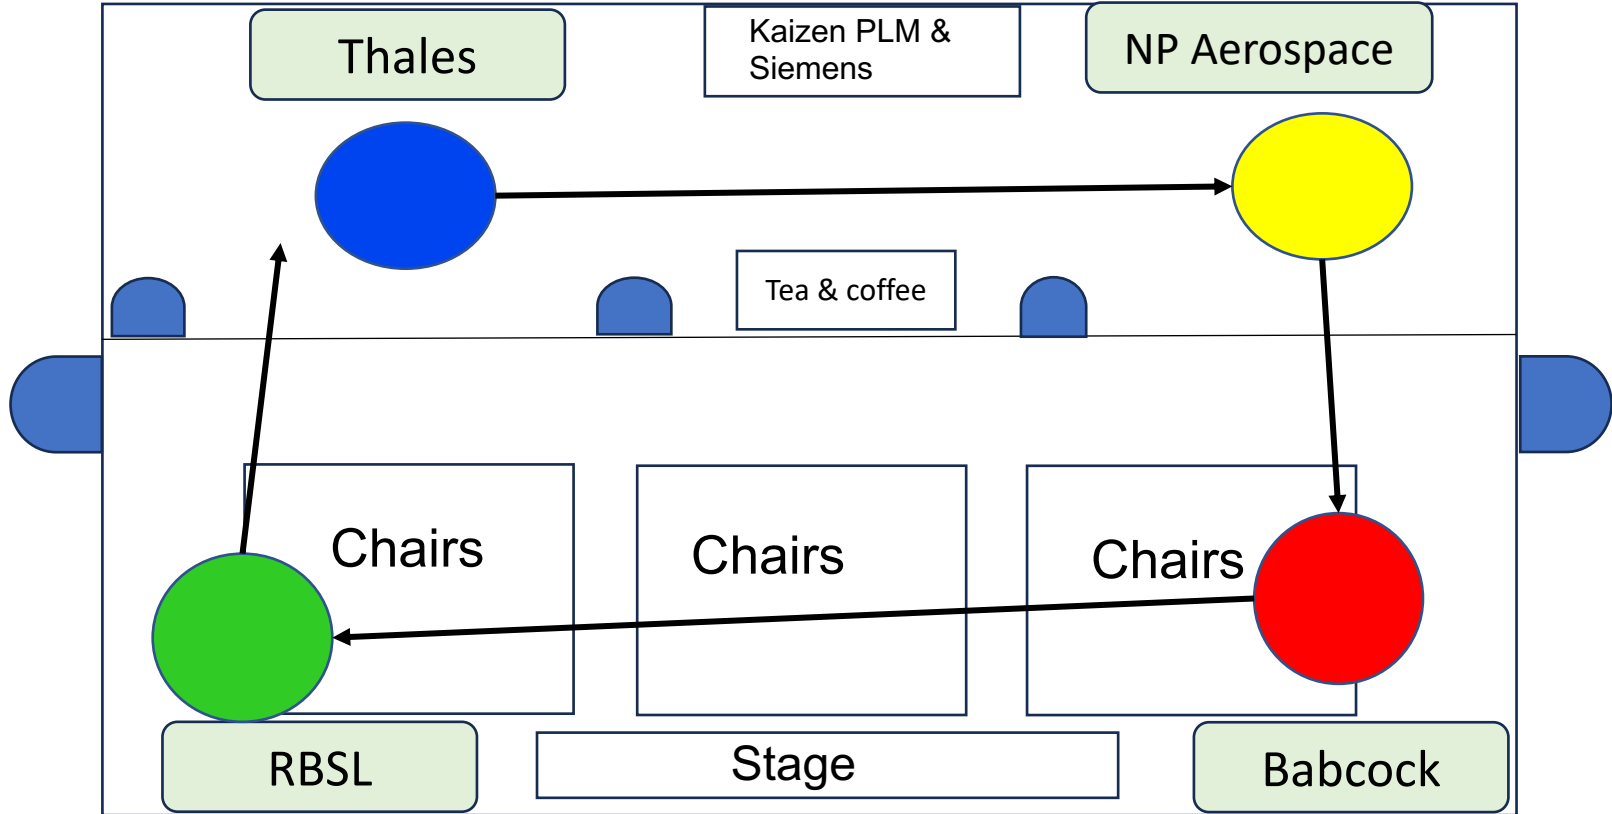 Thales
Kaizen PLM &
Siemens
NP Aerospace
Tea & coffee
Chairs
Chairs
Chairs
RBSL
Stage
Babcock